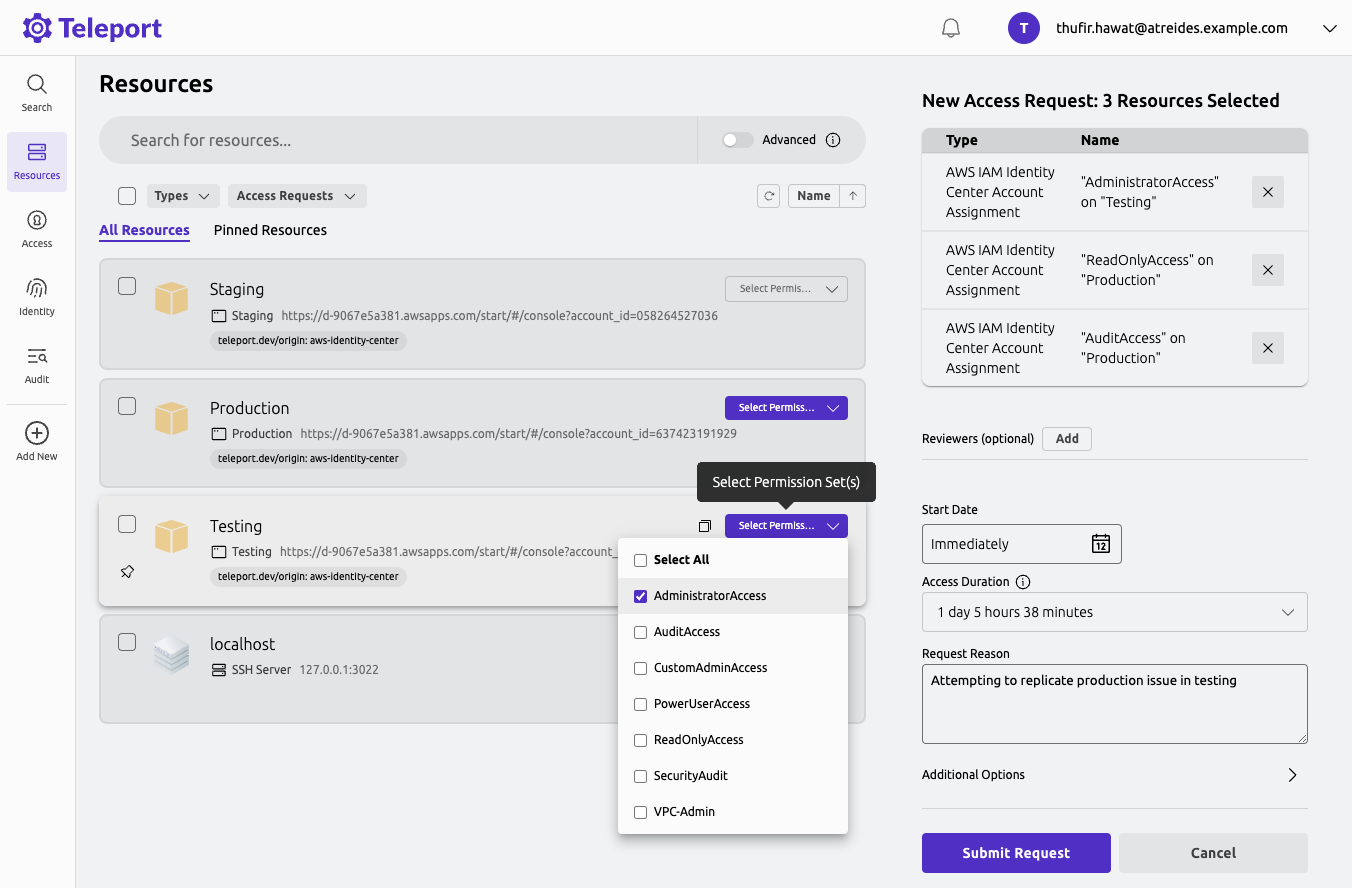 Teleport
T
thufir.hawat@atreides.example.com
Search
Resources
Access
Identity
Audit
Add New
Resources
Search for resources...
Advanced
Types
Access Requests
Name
All Resources
Pinned Resources
Staging
Select Permis...
Staging https://d-9067e5a381.awsapps.com/start/#/console?account_id=058264527036
teleport.dev/origin: aws-identity-center
Production
Select Permiss...
Production https://d-9067e5a381.awsapps.com/start/#/console?account_id=637423191929
teleport.dev/origin: aws-identity-center
Select Permission Set(s)
Testing
Select Permiss...
Testing https://d-9067e5a381.awsapps.com/start/#/console?account_
teleport.dev/origin: aws-identity-center
Select All
AdministratorAccess
AuditAccess
CustomAdminAccess
PowerUserAccess
ReadOnlyAccess
SecurityAudit
VPC-Admin
localhost
SSH Server 127.0.0.1:3022
New Access Request: 3 Resources Selected
Type Name
AWS IAM Identity
Center Account
Assignment
"AdministratorAccess"
on "Testing"
AWS IAM Identity
Center Account
Assignment
"ReadOnlyAccess" on
"Production"
AWS IAM Identity
Center Account
Assignment
"AuditAccess" on
"Production"
Reviewers (optional) Add
Start Date
Immediately
12
Access Duration
1 day 5 hours 38 minutes
Request Reason
Attempting to replicate production issue in testing
Additional Options
Submit Request
Cancel